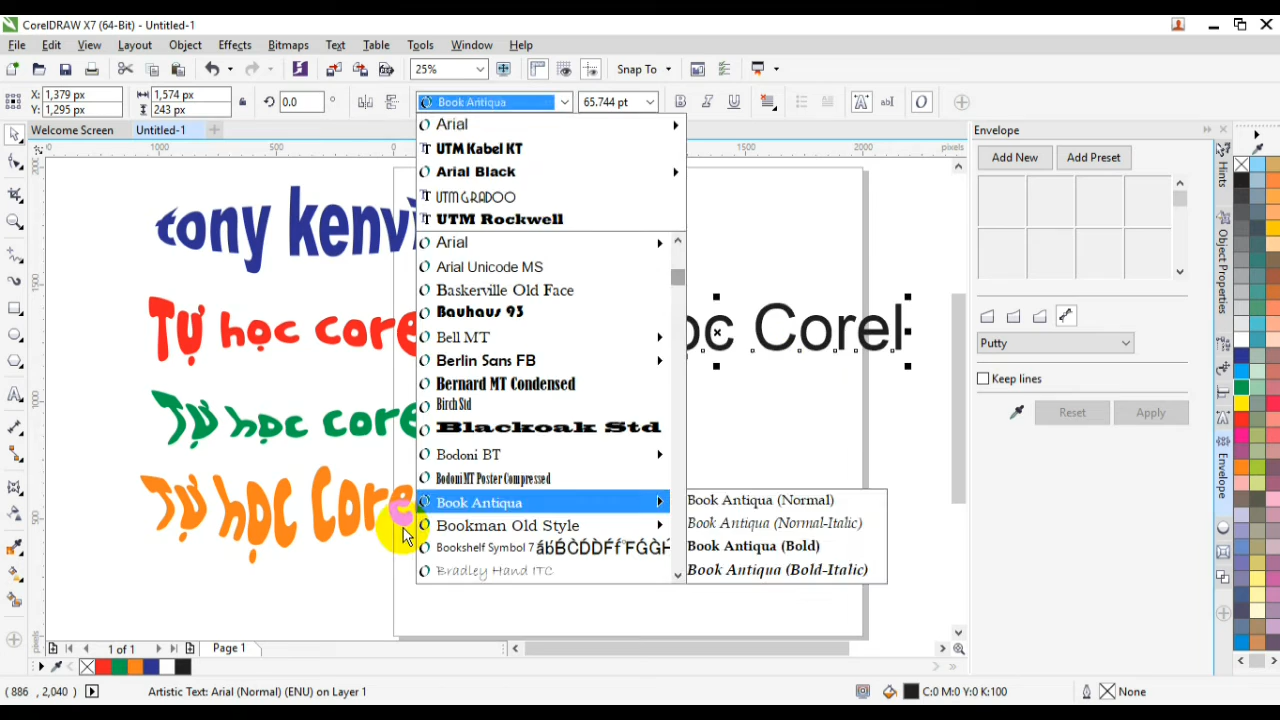 CorelDRAW X7 (64-Bit) - Untitled-1
File Edit View Layout Object Effects Bitmaps Text Table Tools Window Help
25% Snap To
X: 1,379 px 1,574 px 0.0 ° Book Antiqua 65.744 pt
Y: 1,295 px 243 px
Welcome Screen Untitled-1
1000 500 0 1500 2000 pixels
Arial
UTM Kabel KT
Arial Black
UTM GRADOO
UTM Rockwell
Arial
Arial Unicode MS
Baskerville Old Face
Bauhaus 93
Bell MT
Berlin Sans FB
Bernard MT Condensed
Birch Std
Blackoak Std
Bodoni BT
Bodoni MT Poster Compressed
Book Antiqua
Bookman Old Style
Bookshelf Symbol 7
Bradley Hand ITC
Book Antiqua (Normal)
Book Antiqua (Normal-Italic)
Book Antiqua (Bold)
Book Antiqua (Bold-Italic)
tony kenvi
Tự học core
Tự học core
Tự học Core
ọc Corel
Envelope
Add New Add Preset
Putty
Keep lines
Reset Apply
Hints
Object Properties
Envelope
1 of 1 Page 1
( 886 , 2,040 ) Artistic Text: Arial (Normal) (ENU) on Layer 1 C:0 M:0 Y:0 K:100 None